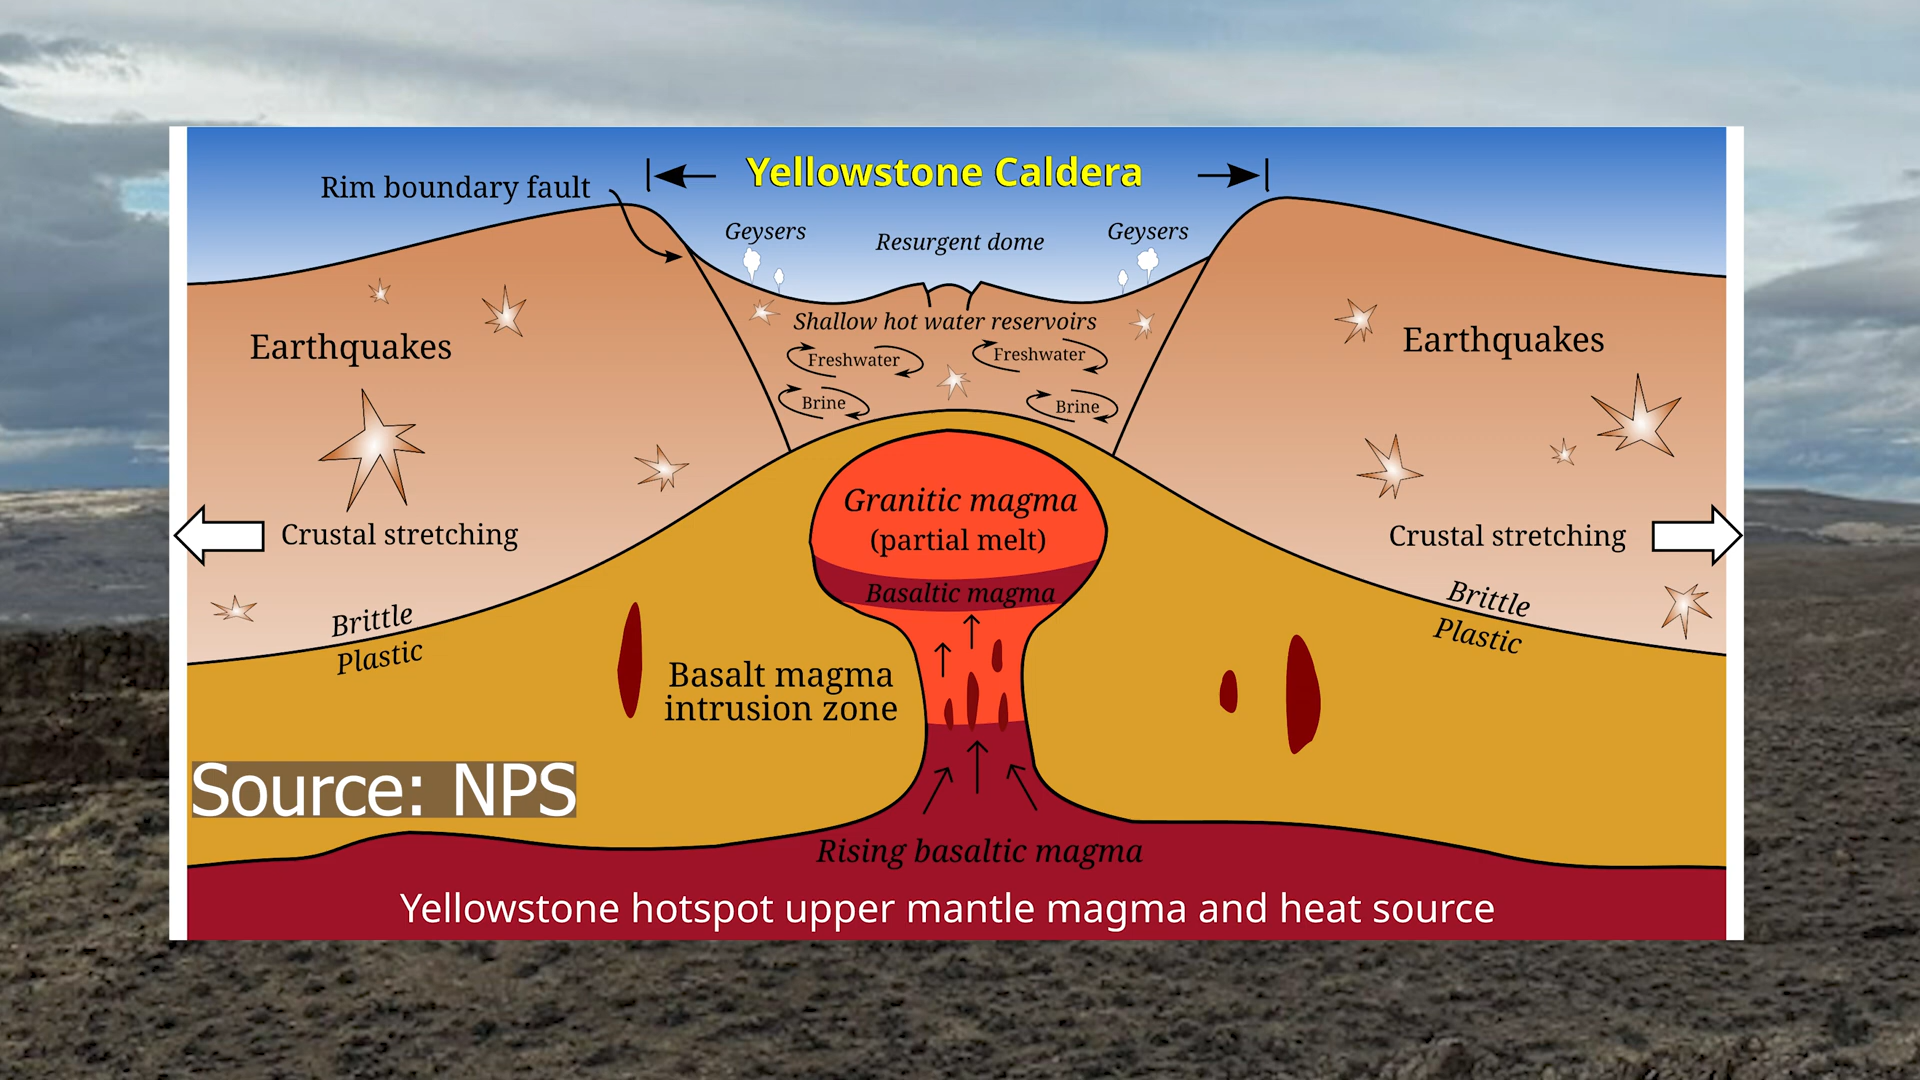 Yellowstone Caldera
Rim boundary fault
Geysers
Resurgent dome
Geysers
Shallow hot water reservoirs
Freshwater
Freshwater
Brine
Brine
Earthquakes
Earthquakes
Granitic magma
(partial melt)
Crustal stretching
Crustal stretching
Basaltic magma
Brittle
Plastic
Brittle
Plastic
Basalt magma
intrusion zone
Source: NPS
Rising basaltic magma
Yellowstone hotspot upper mantle magma and heat source